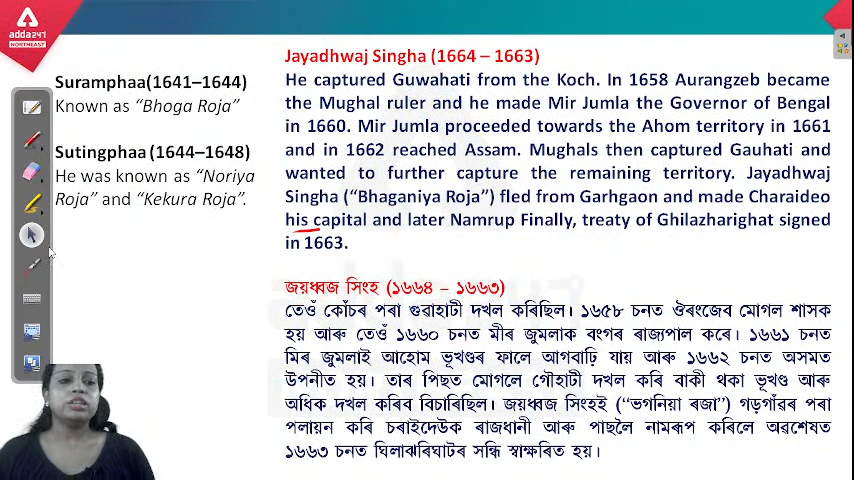 adda247
NORTHEAST
Suramphaa(1641–1644)
Known as “Bhoga Roja”
Sutingphaa (1644–1648)
He was known as “Noriya
Roja” and “Kekura Roja”.
Jayadhwaj Singha (1664 – 1663)
He captured Guwahati from the Koch. In 1658 Aurangzeb became
the Mughal ruler and he made Mir Jumla the Governor of Bengal
in 1660. Mir Jumla proceeded towards the Ahom territory in 1661
and in 1662 reached Assam. Mughals then captured Gauhati and
wanted to further capture the remaining territory. Jayadhwaj
Singha (“Bhaganiya Roja”) fled from Garhgaon and made Charaideo
his capital and later Namrup Finally, treaty of Ghilazharighat signed
in 1663.
জয়ধ্বজ সিংহ (১৬৬৪ – ১৬৬৩)
তেওঁ কোঁচৰ পৰা গুৱাহাটী দখল কৰিছিল। ১৬৫৮ চনত ঔৰংজেব মোগল শাসক
হয় আৰু তেওঁ ১৬৬০ চনত মীৰ জুমলাক বংগৰ ৰাজ্যপাল কৰে। ১৬৬১ চনত
মিৰ জুমলাই আহোম ভূখণ্ডৰ ফালে আগবাঢ়ি যায় আৰু ১৬৬২ চনত অসমত
উপনীত হয়। তাৰ পিছত মোগলে গৌহাটী দখল কৰি বাকী থকা ভূখণ্ড আৰু
অধিক দখল কৰিব বিচাৰিছিল। জয়ধ্বজ সিংহই (“ভগনিয়া ৰজা”) গড়গাঁৱৰ পৰা
পলায়ন কৰি চৰাইদেউক ৰাজধানী আৰু পাছলৈ নামৰূপ কৰিলে অৱশেষত
১৬৬৩ চনত ঘিলাঝৰিঘাটৰ সন্ধি স্বাক্ষৰিত হয়।